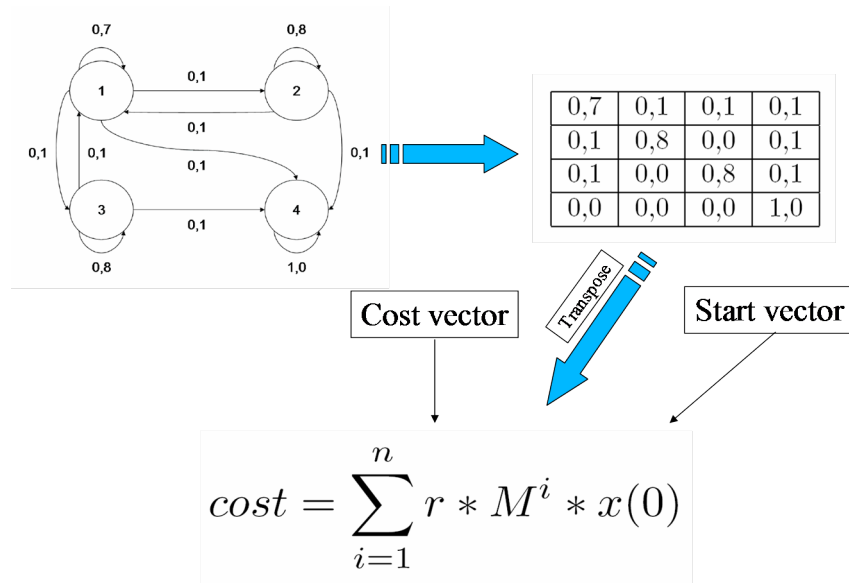 0,7
0,8
0,1
1
2
0,1
0,1
0,1
0,1
0,1
3
4
0,1
0,8
1,0
0,7 0,1 0,1 0,1
0,1 0,8 0,0 0,1
0,1 0,0 0,8 0,1
0,0 0,0 0,0 1,0
Transpose
Cost vector
Start vector
n
cost = ∑ r * Mⁱ * x(0)
i=1